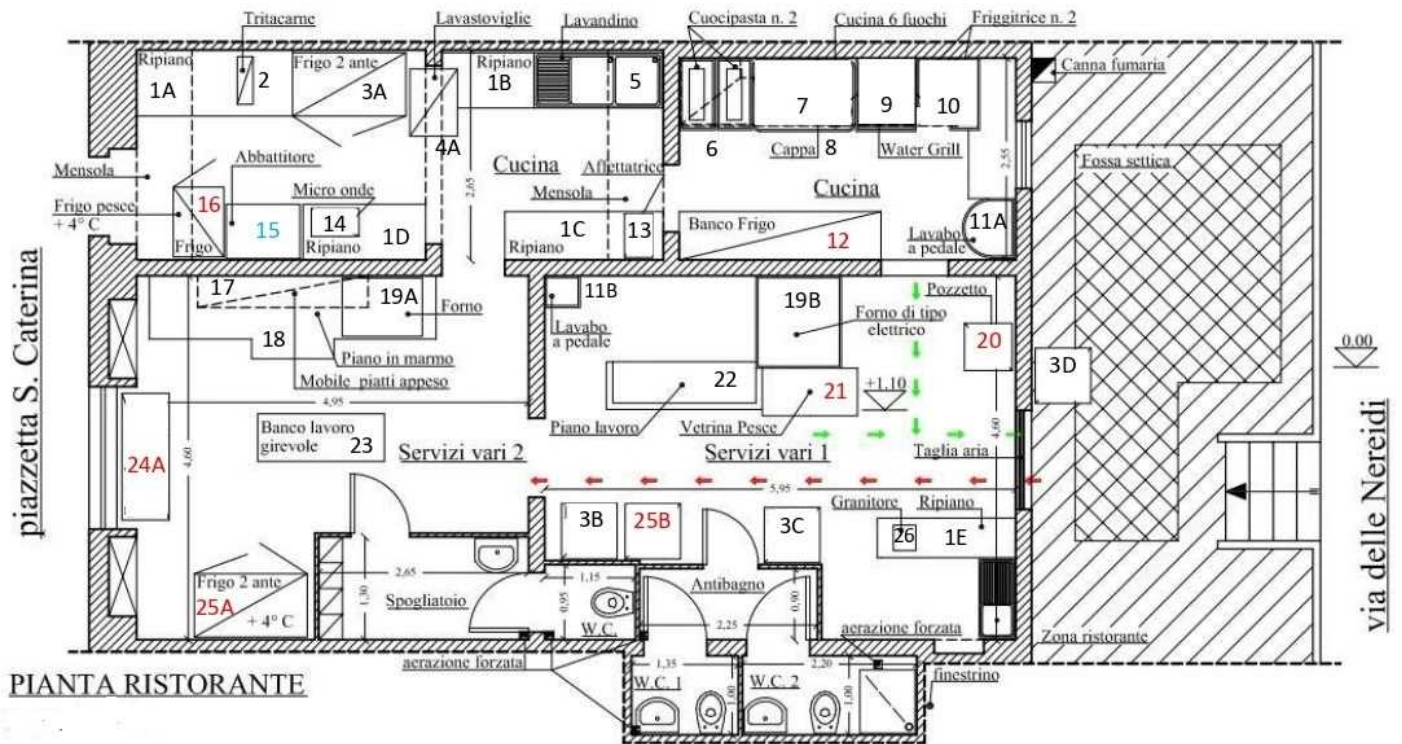 Tritacarne
Lavastoviglie
Lavandino
Cuocipasta n. 2
Cucina 6 fuochi
Friggitrice n. 2
Ripiano
1A
2
Frigo 2 ante
3A
4A
Ripiano
1B
5
6
7
Cappa
8
9
Water Grill
10
2,55
Canna fumaria
Fossa settica
Mensola
Abbattitore
Micro onde
Cucina
2,65
Affettatrice
Mensola
Cucina
Frigo pesce
+ 4° C
16
Frigo
15
14
Ripiano
1D
1C
Ripiano
13
Banco Frigo
12
11A
Lavabo
a pedale
piazzetta S. Caterina
17
18
19A
Forno
Piano in marmo
Mobile piatti appeso
11B
Lavabo
a pedale
19B
Forno di tipo
elettrico
Pozzetto
20
3D
0.00
22
21
+1,10
Piano lavoro
Vetrina Pesce
4,95
Banco lavoro
girevole
23
24A
4,60
Servizi vari 2
Servizi vari 1
4,60
Taglia aria
5,95
via delle Nereidi
3B
25B
3C
Granitore
26
Ripiano
1E
Frigo 2 ante
25A
+ 4° C
2,65
1,30
Spogliatoio
1,15
0,95
W.C.
Antibagno
2,25
0,90
aerazione forzata
aerazione forzata
Zona ristorante
1,35
W.C. 1
1,00
2,20
W.C. 2
1,00
finestrino
PIANTA RISTORANTE